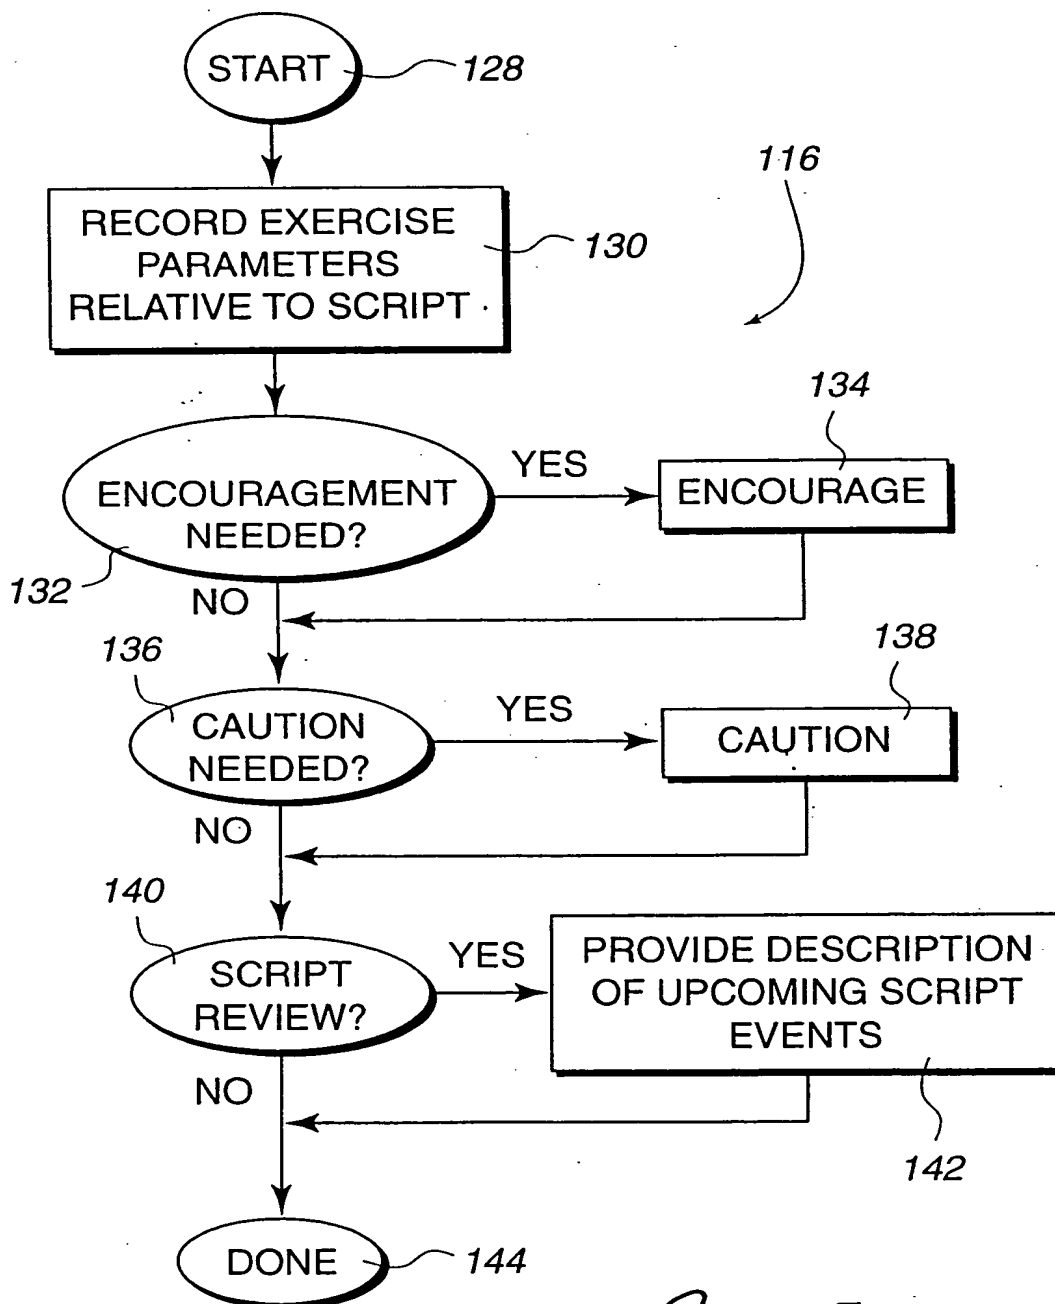 START
128
116
RECORD EXERCISE
PARAMETERS
RELATIVE TO SCRIPT
130
134
ENCOURAGEMENT
NEEDED?
YES
ENCOURAGE
132
NO
136
138
CAUTION
NEEDED?
YES
CAUTION
NO
140
SCRIPT
REVIEW?
YES
PROVIDE DESCRIPTION
OF UPCOMING SCRIPT
EVENTS
NO
142
DONE
144